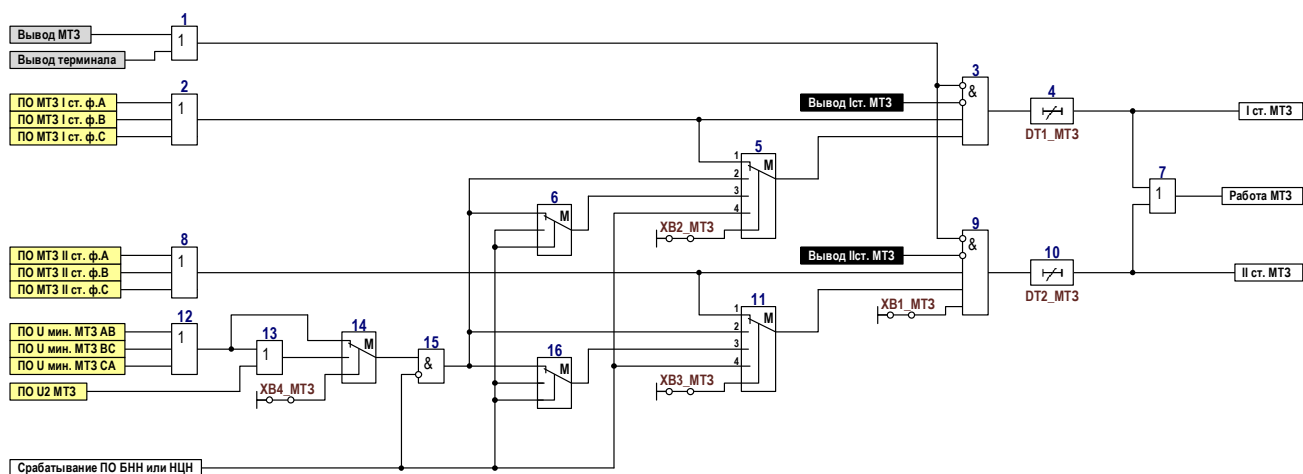 1
Вывод МТЗ
1
Вывод терминала
2
3
4
ПО МТЗ I ст. ф.А
1
&
Вывод Iст. МТЗ
I ст. МТЗ
ПО МТЗ I ст. ф.В
ПО МТЗ I ст. ф.С
DT1_МТЗ
5
1
М
2
7
6
3
1
Работа МТЗ
М
4
XB2_МТЗ
8
9
ПО МТЗ II ст. ф.А
1
&
Вывод IIст. МТЗ
10
ПО МТЗ II ст. ф.В
II ст. МТЗ
ПО МТЗ II ст. ф.С
DT2_МТЗ
11
XB1_МТЗ
12
1
М
ПО U мин. МТЗ АВ
1
13
14
2
ПО U мин. МТЗ ВС
1
М
15
16
3
ПО U мин. МТЗ СА
&
М
4
ПО U2 МТЗ
XB4_МТЗ
XB3_МТЗ
Срабатывание ПО БНН или НЦН